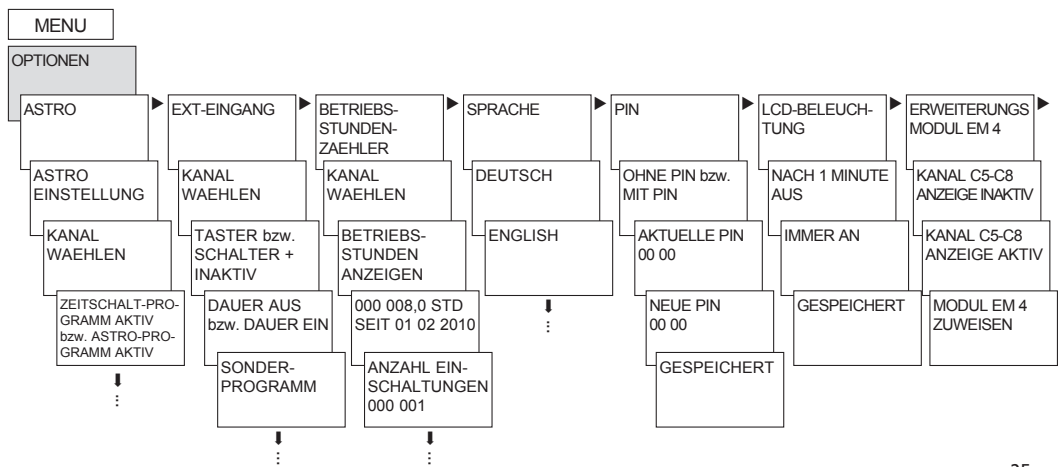 MENU
OPTIONEN
ASTRO
ASTRO
EINSTELLUNG
KANAL
WAEHLEN
ZEITSCHALT-PRO-
GRAMM AKTIV
bzw. ASTRO-PRO-
GRAMM AKTIV
EXT-EINGANG
KANAL
WAEHLEN
TASTER bzw.
SCHALTER +
INAKTIV
DAUER AUS
bzw. DAUER EIN
SONDER-
PROGRAMM
BETRIEBS-
STUNDEN-
ZAEHLER
KANAL
WAEHLEN
BETRIEBS-
STUNDEN
ANZEIGEN
000 008,0 STD
SEIT 01 02 2010
ANZAHL EIN-
SCHALTUNGEN
000 001
SPRACHE
DEUTSCH
ENGLISH
PIN
OHNE PIN bzw.
MIT PIN
AKTUELLE PIN
00 00
NEUE PIN
00 00
GESPEICHERT
LCD-BELEUCH-
TUNG
NACH 1 MINUTE
AUS
IMMER AN
GESPEICHERT
ERWEITERUNGS
MODUL EM 4
KANAL C5-C8
ANZEIGE INAKTIV
KANAL C5-C8
ANZEIGE AKTIV
MODUL EM 4
ZUWEISEN